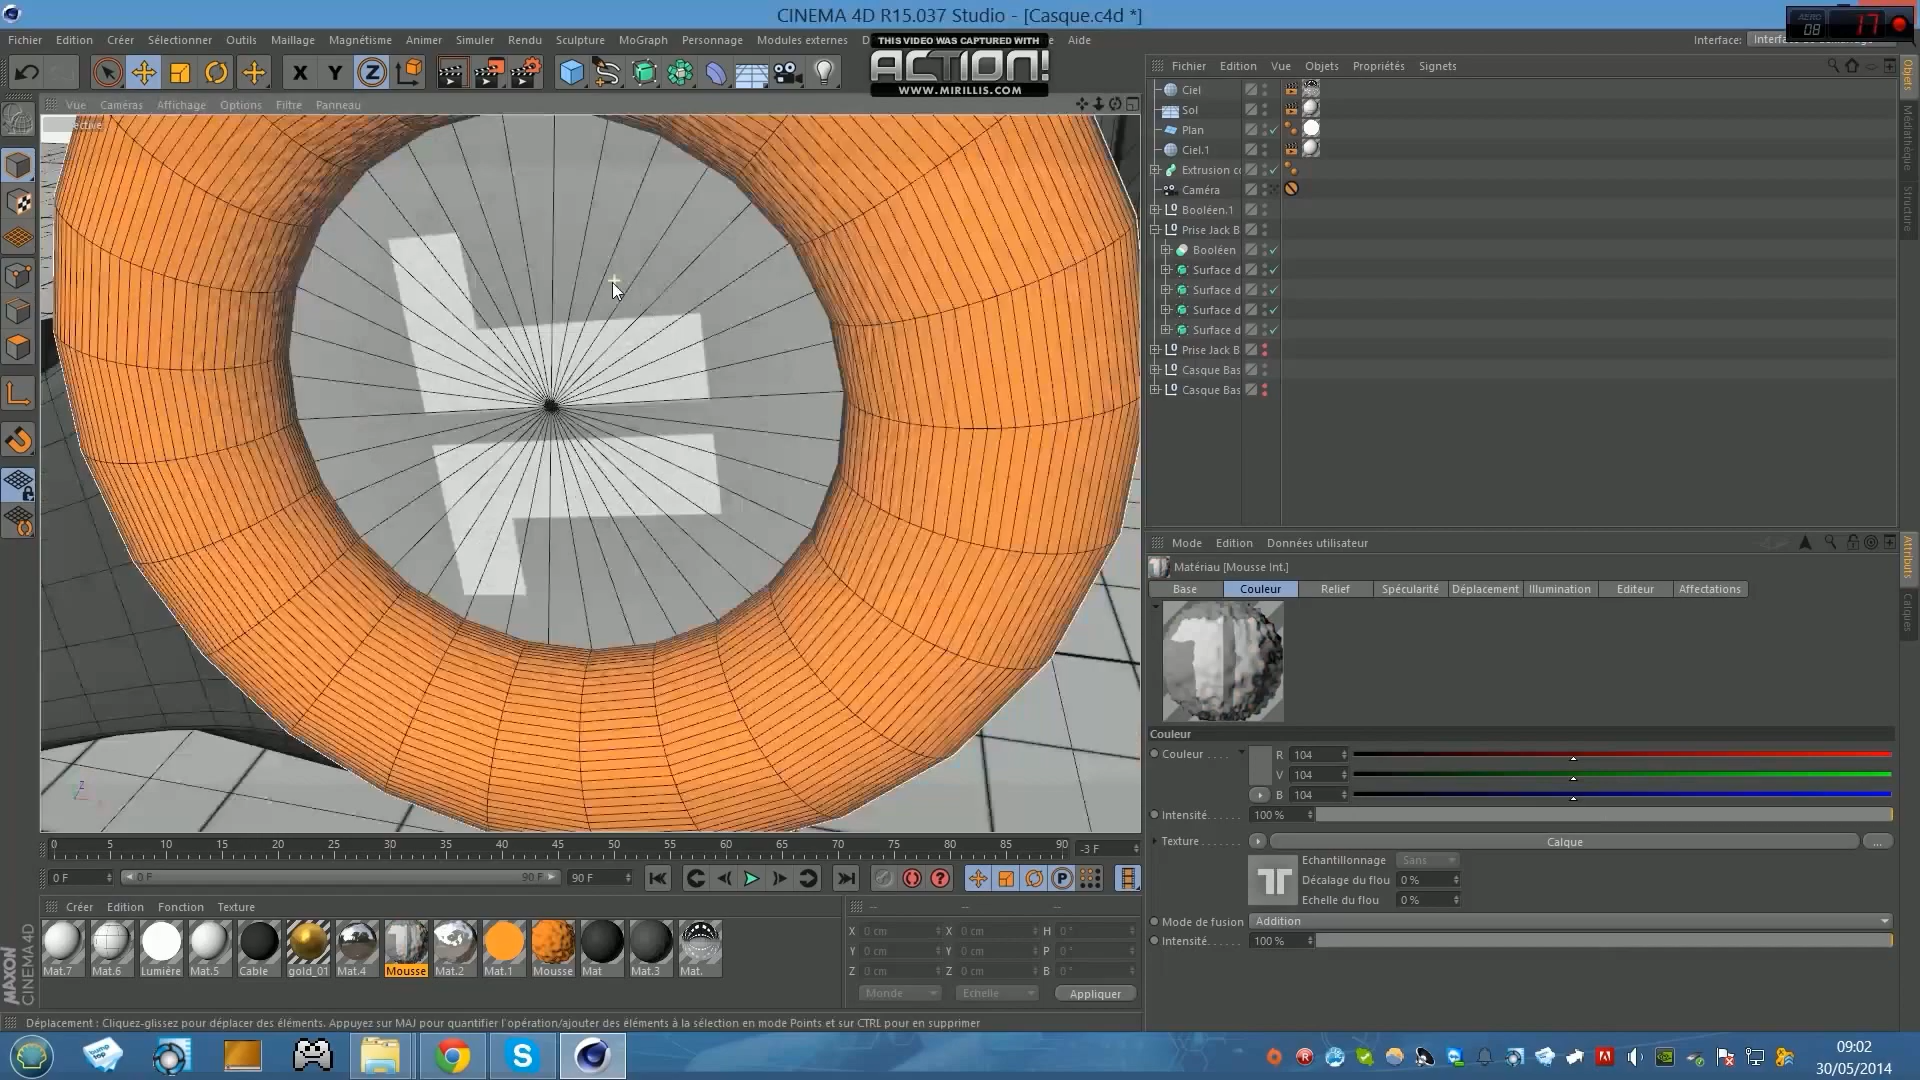 CINEMA 4D R15.037 Studio - [Casque.c4d *]
Fichier Edition Créer Sélectionner Outils Maillage Magnétisme Animer Simuler Rendu Sculpture MoGraph Personnage Modules externes Aide
Interface:
THIS VIDEO WAS CAPTURED WITH
ACTION!
WWW.MIRILLIS.COM
08 17
X Y Z
Fichier Edition Vue Objets Propriétés Signets
Vue Caméras Affichage Options Filtre Panneau
Ciel
Sol
Plan
Ciel.1
Extrusion c
Caméra
Booléen.1
Prise Jack B
Booléen
Surface d
Surface d
Surface d
Surface d
Prise Jack B
Casque Bas
Casque Bas
Objets
Médiathèque
Structure
Mode Edition Données utilisateur
Matériau [Mousse Int.]
Base Couleur Relief Spécularité Déplacement Illumination Editeur Affectations
Attributs
Calques
Couleur
Couleur . . . . R 104
V 104
B 104
Intensité. . . . . . 100 %
Texture . . . . . . . Calque ...
Echantillonnage Sans
Décalage du flou 0 %
Echelle du flou 0 %
Mode de fusion Addition
Intensité. . . . . . 100 %
0 5 10 15 20 25 30 35 40 45 50 55 60 65 70 75 80 85 90 -3 F
0 F 0 F 90 F 90 F
Créer Edition Fonction Texture
Mat.7 Mat.6 Lumière Mat.5 Cable gold_01 Mat.4 Mousse Mat.2 Mat.1 Mousse Mat Mat.3 Mat.
X 0 cm X 0 cm H 0 °
Y 0 cm Y 0 cm P 0 °
Z 0 cm Z 0 cm B 0 °
Monde Echelle Appliquer
MAXON
CINEMA 4D
Déplacement : Cliquez-glissez pour déplacer des éléments. Appuyez sur MAJ pour quantifier l'opération/ajouter des éléments à la sélection en mode Points et sur CTRL pour en supprimer
09:02
30/05/2014